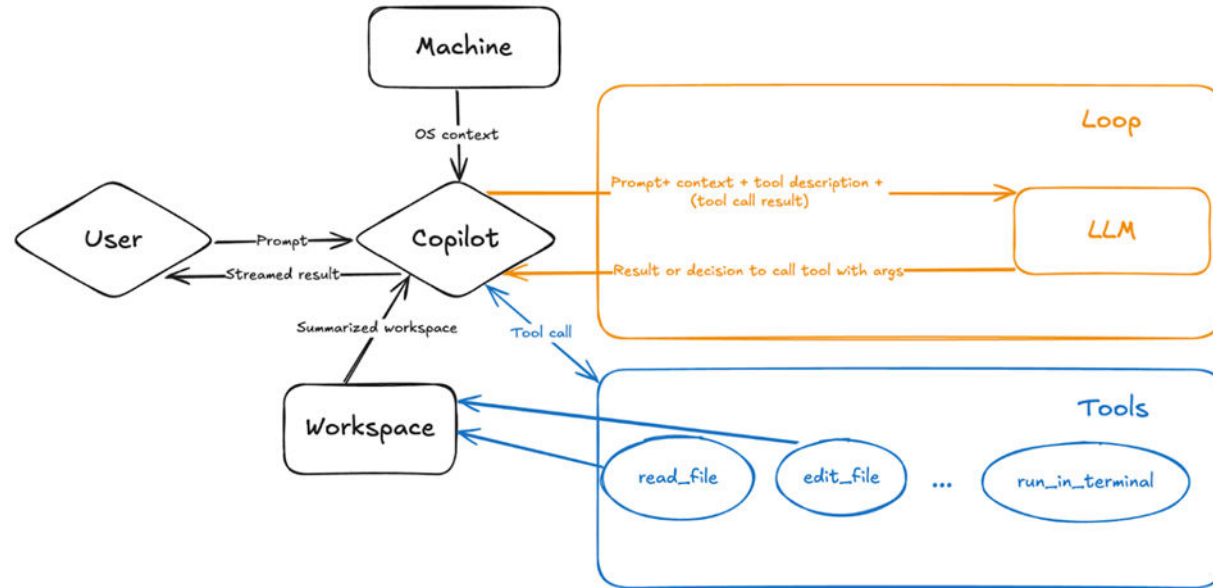 Machine
Loop
OS context
Prompt+ context + tool description +
(tool call result)
User
Prompt
Copilot
LLM
Streamed result
Result or decision to call tool with args
Summarized workspace
Tool call
Workspace
Tools
read_file
edit_file
...
run_in_terminal